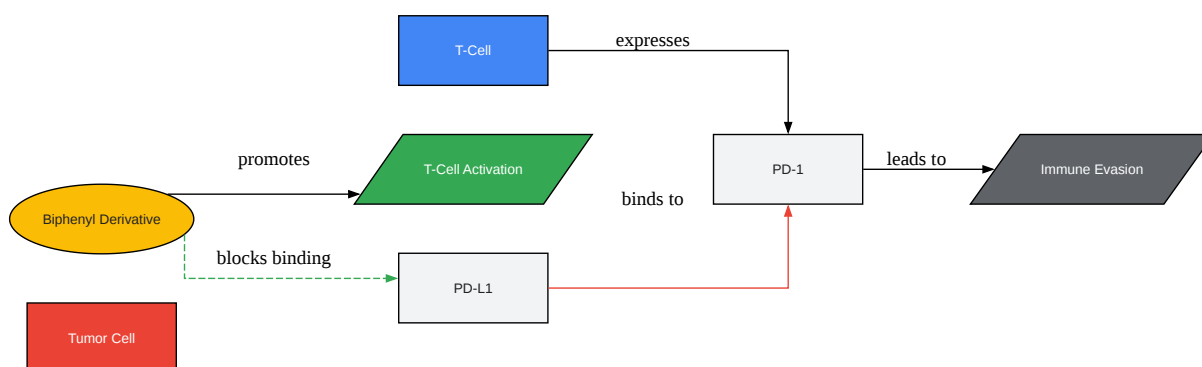 T-Cell
expresses
promotes
T-Cell Activation
PD-1
leads to
Immune Evasion
Biphenyl Derivative
binds to
blocks binding
PD-L1
Tumor Cell